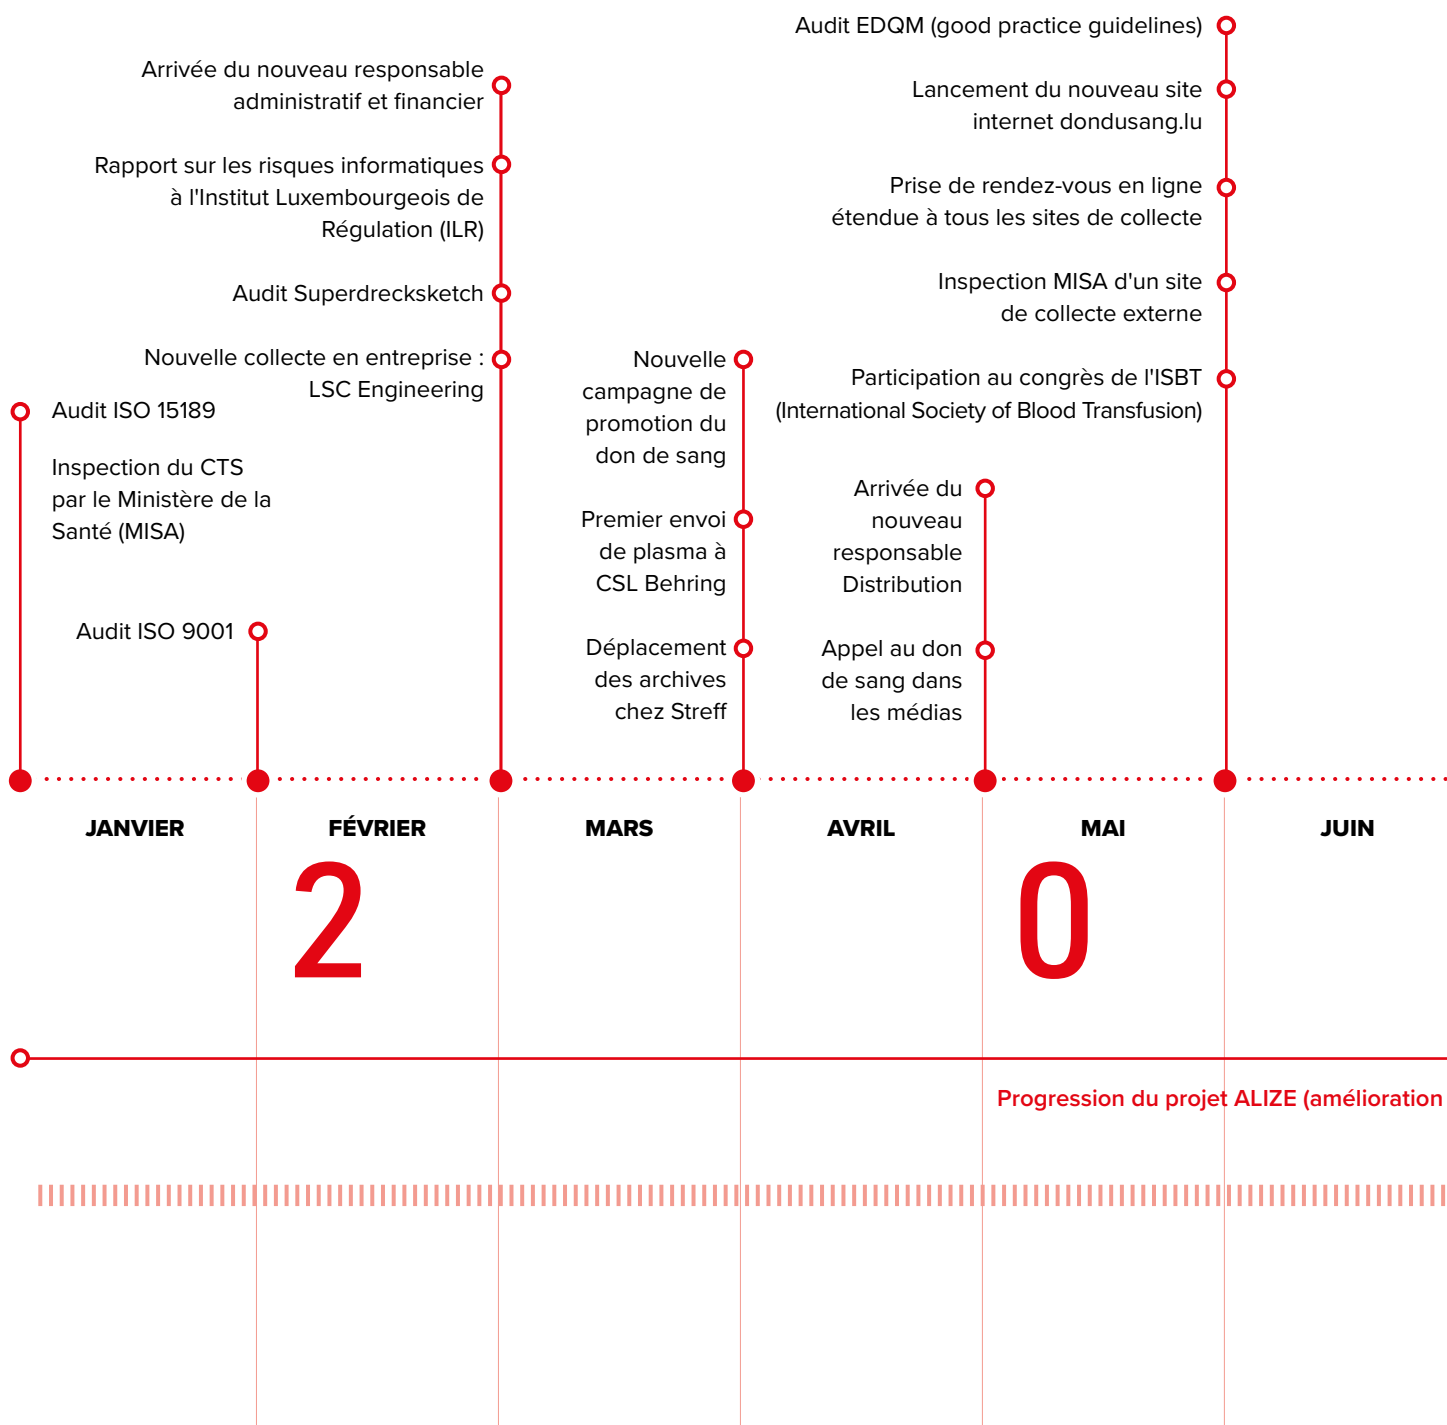 Audit ISO 15189
Inspection du CTS
par le Ministère de la
Santé (MISA)
Audit ISO 9001
Arrivée du nouveau responsable
administratif et financier
Rapport sur les risques informatiques
à l'Institut Luxembourgeois de
Régulation (ILR)
Audit Superdrecksketch
Nouvelle collecte en entreprise :
LSC Engineering
Nouvelle
campagne de
promotion du
don de sang
Premier envoi
de plasma à
CSL Behring
Déplacement
des archives
chez Streff
Arrivée du
nouveau
responsable
Distribution
Appel au don
de sang dans
les médias
Audit EDQM (good practice guidelines)
Lancement du nouveau site
internet dondusang.lu
Prise de rendez-vous en ligne
étendue à tous les sites de collecte
Inspection MISA d'un site
de collecte externe
Participation au congrès de l'ISBT
(International Society of Blood Transfusion)
JANVIER
FÉVRIER
MARS
AVRIL
MAI
JUIN
2
0
Progression du projet ALIZE (amélioration